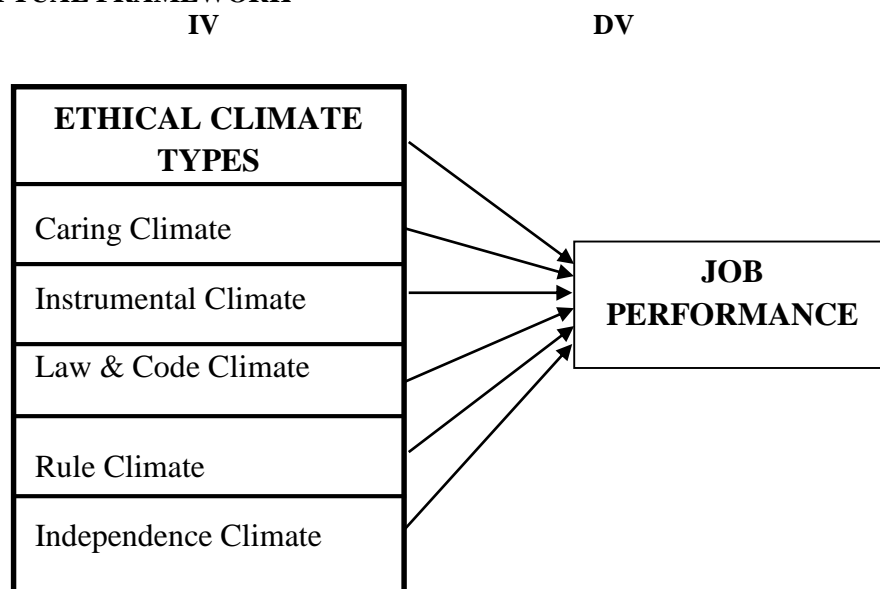 IV DV
ETHICAL CLIMATE
TYPES
Caring Climate
Instrumental Climate
Law & Code Climate
Rule Climate
Independence Climate
JOB
PERFORMANCE